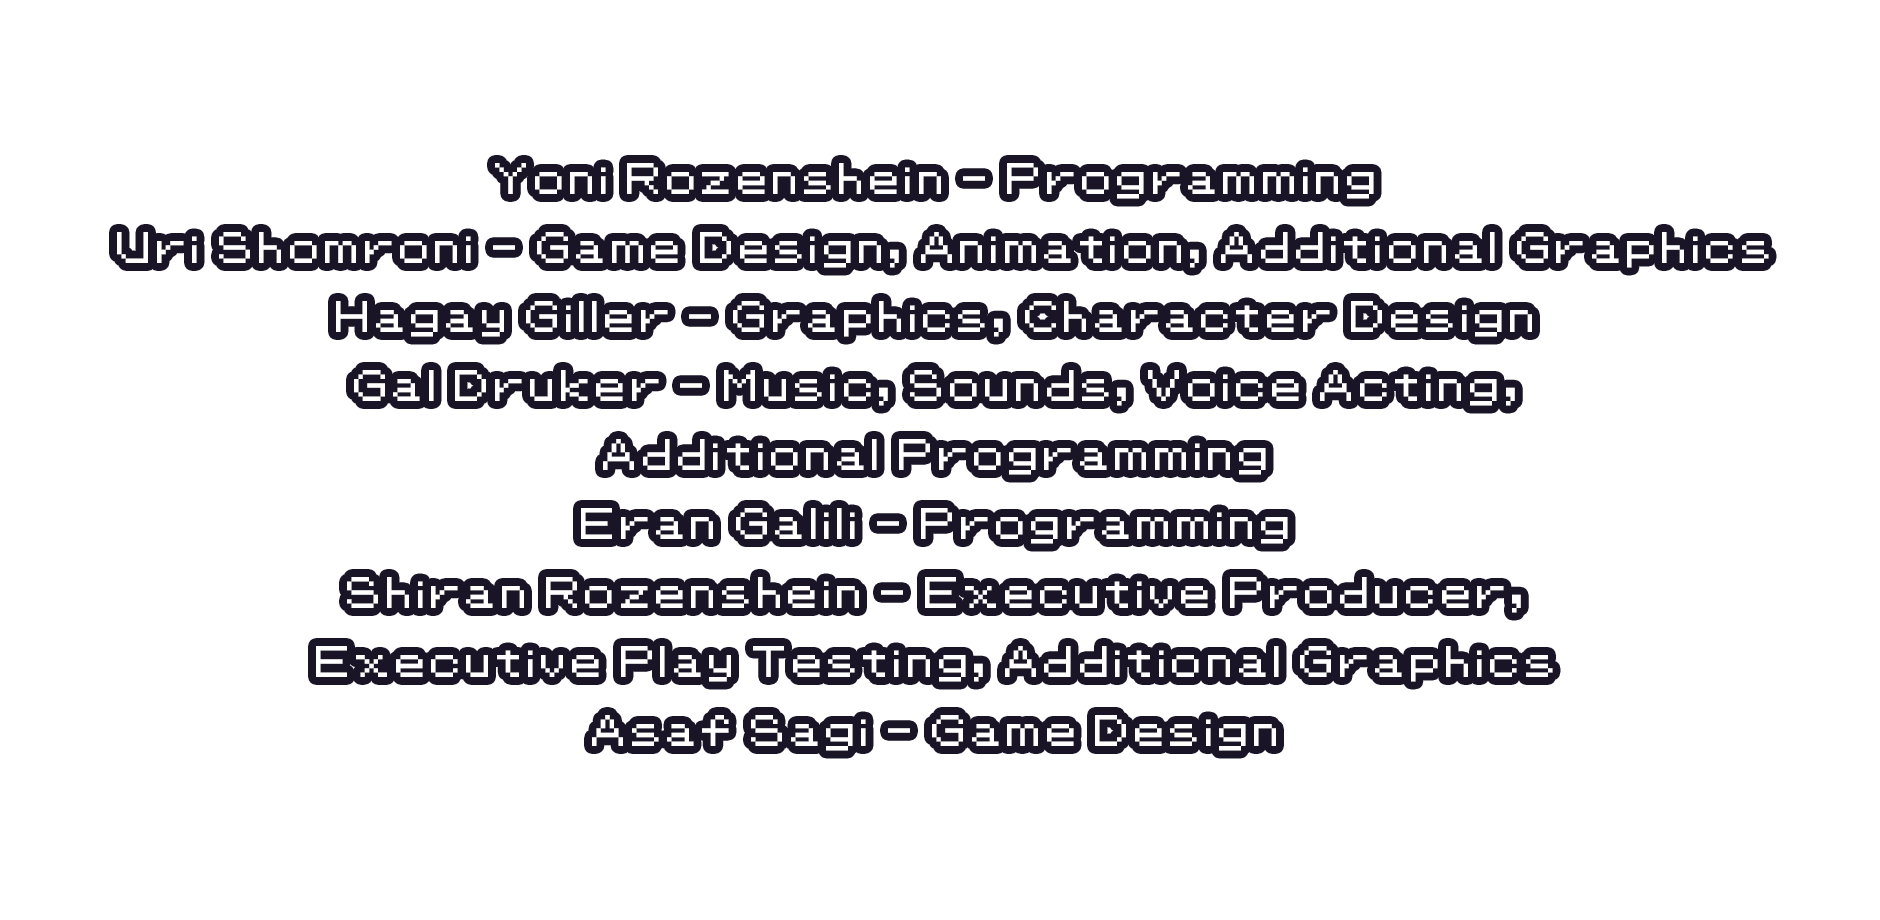 Yoni Rozenshein - Programming
Uri Shomroni - Game Design, Animation, Additional Graphics
Hagay Giller - Graphics, Character Design
Gal Druker - Music, Sounds, Voice Acting,
Additional Programming
Eran Galili - Programming
Shiran Rozenshein - Executive Producer,
Executive Play Testing, Additional Graphics
Asaf Sagi - Game Design